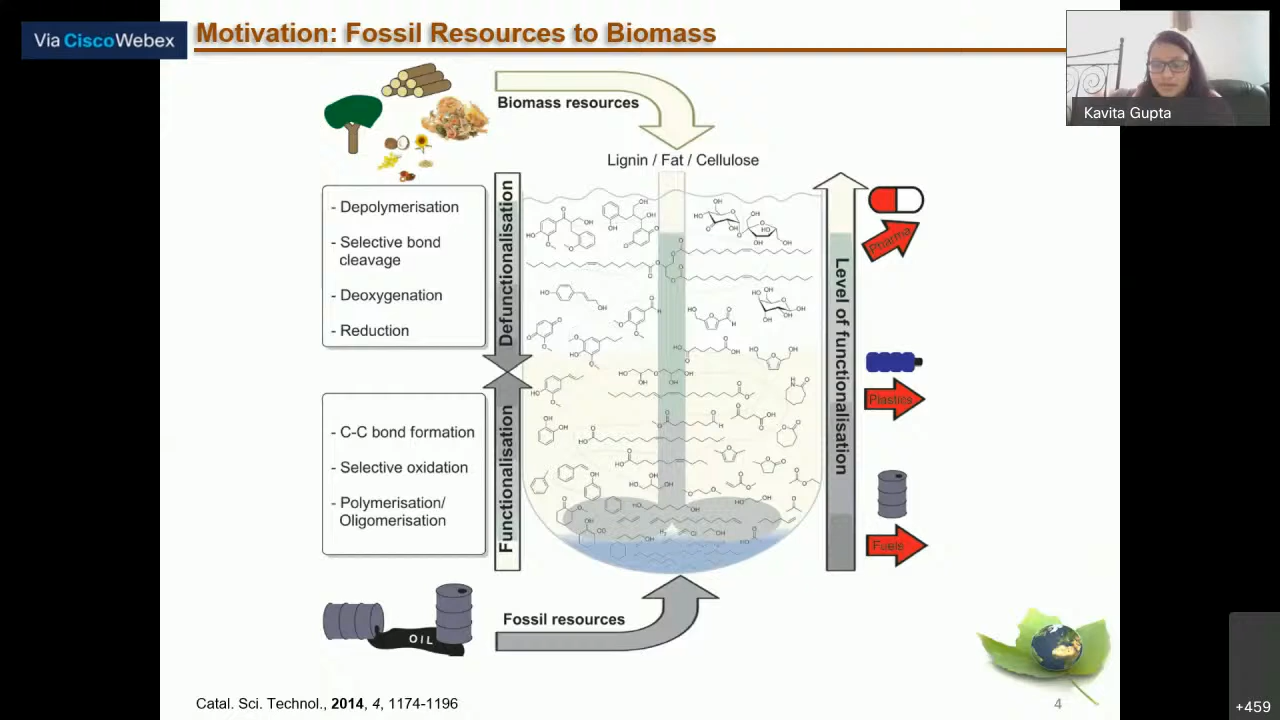 Via Cisco Webex
Motivation: Fossil Resources to Biomass
Kavita Gupta
Biomass resources
Lignin / Fat / Cellulose
- Depolymerisation
- Selective bond
cleavage
- Deoxygenation
- Reduction
Defunctionalisation
- C-C bond formation
- Selective oxidation
- Polymerisation/
Oligomerisation
Functionalisation
Level of functionalisation
Pharma
Plastics
Fuels
OIL
Fossil resources
Catal. Sci. Technol., 2014, 4, 1174-1196
4
+459